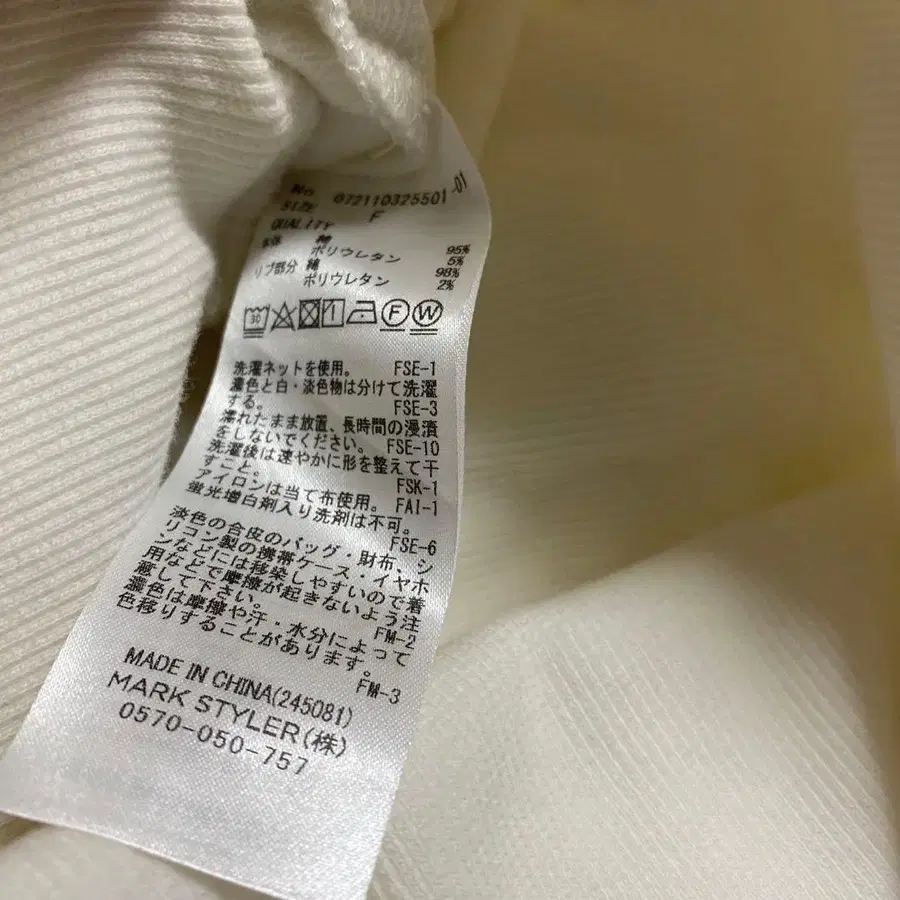 No 072110325501-01
SIZE F
QUALITY
本体 綿 95%
ポリウレタン 5%
リブ部分 綿 98%
ポリウレタン 2%
30 F W
洗濯ネットを使用。 FSE-1
濃色と白・淡色物は分けて洗濯
する。 FSE-3
濡れたまま放置、長時間の浸漬
をしないでください。 FSE-10
洗濯後は速やかに形を整えて干
すこと。 FSK-1
アイロンは当て布使用。 FAI-1
蛍光増白剤入り洗剤は不可。
FSE-6
淡色の合皮のバッグ・財布、シ
リコン製の携帯ケース・イヤホ
ンなどには移染しやすいので着
用などで摩擦が起きないよう注
意して下さい。 FM-2
濃色は摩擦や汗・水分によって
色移りすることがあります。
FM-3
MADE IN CHINA(245081)
MARK STYLER(株)
0570-050-757